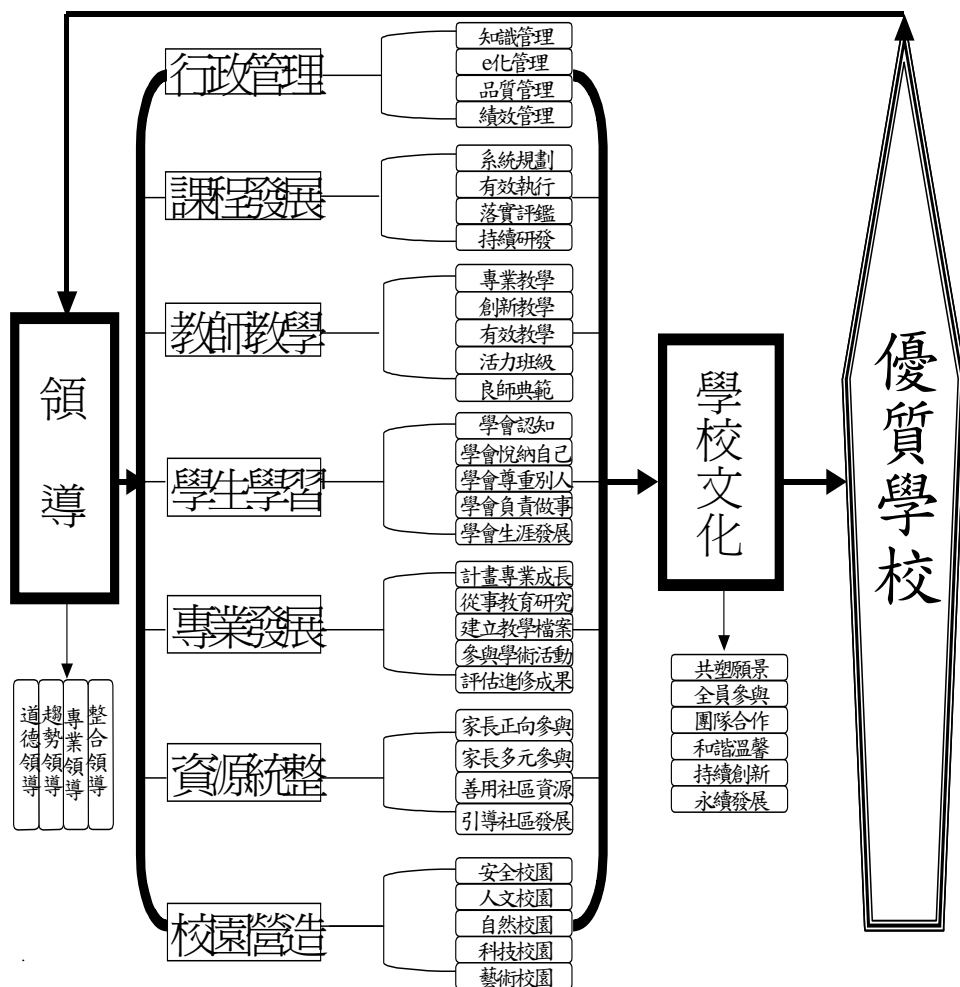 領導
整合領導
專業領導
趨勢領導
道德領導
行政管理
知識管理
e化管理
品質管理
績效管理
課程發展
系統規劃
有效執行
落實評鑑
持續研發
教師教學
專業教學
創新教學
有效教學
活力班級
良師典範
學生學習
學會認知
學會悅納自己
學會尊重別人
學會負責做事
學會生涯發展
專業發展
計畫專業成長
從事教育研究
建立教學檔案
參與學術活動
評估進修成果
資源統整
家長正向參與
家長多元參與
善用社區資源
引導社區發展
校園營造
安全校園
人文校園
自然校園
科技校園
藝術校園
學校文化
共塑願景
全員參與
團隊合作
和諧溫馨
持續創新
永續發展
優質學校